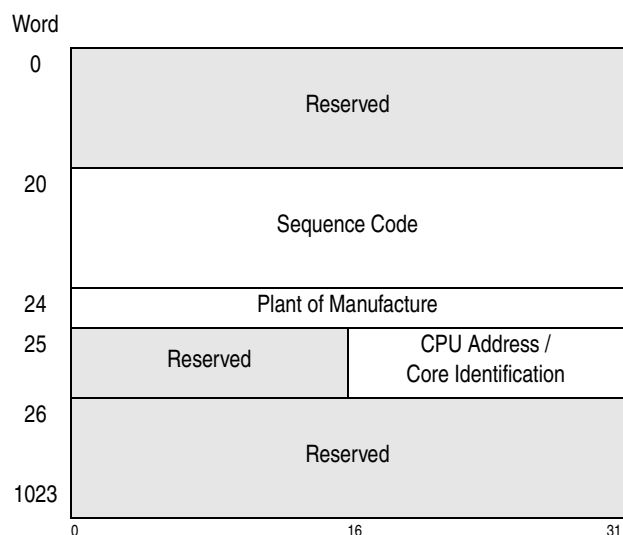 Word
0
Reserved
20
Sequence Code
24
Plant of Manufacture
25
Reserved
CPU Address /
Core Identification
26
Reserved
1023
0 16 31